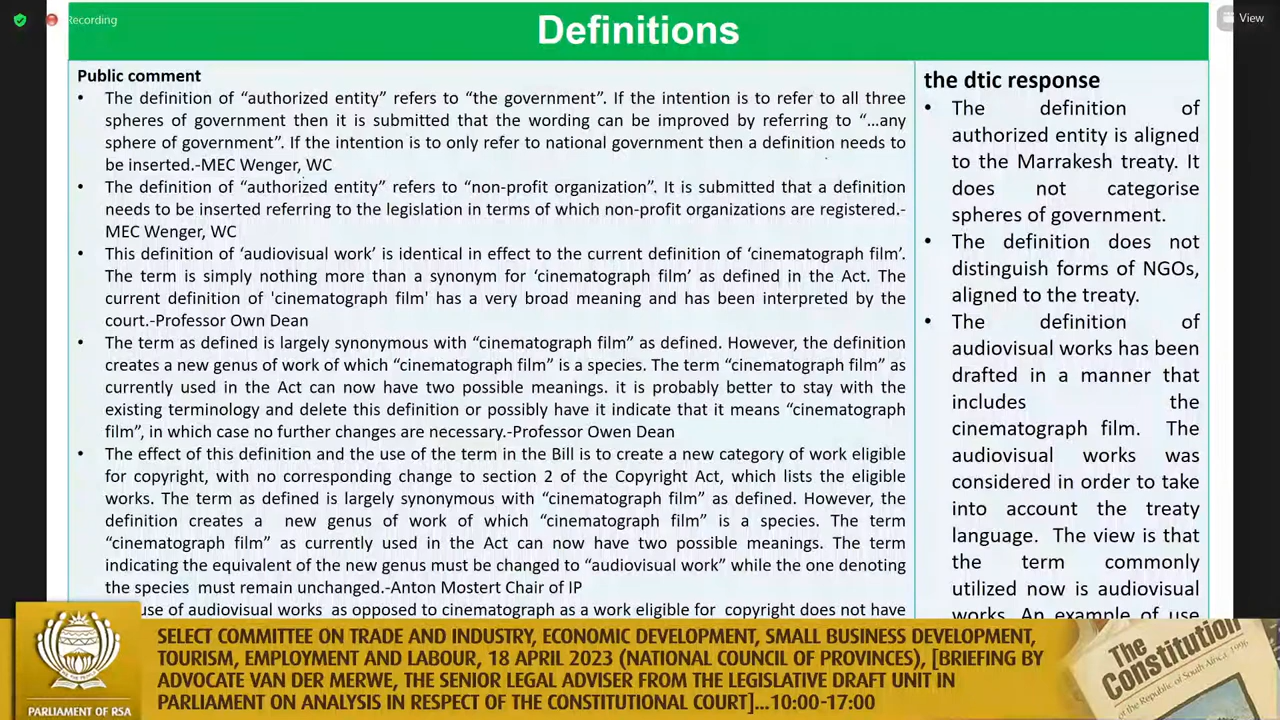 Recording
View
Definitions
Public comment
• The definition of “authorized entity” refers to “the government”. If the intention is to refer to all three
spheres of government then it is submitted that the wording can be improved by referring to “…any
sphere of government”. If the intention is to only refer to national government then a definition needs to
be inserted.-MEC Wenger, WC
• The definition of “authorized entity” refers to “non-profit organization”. It is submitted that a definition
needs to be inserted referring to the legislation in terms of which non-profit organizations are registered.-
MEC Wenger, WC
• This definition of ‘audiovisual work’ is identical in effect to the current definition of ‘cinematograph film’.
The term is simply nothing more than a synonym for ‘cinematograph film’ as defined in the Act. The
current definition of 'cinematograph film' has a very broad meaning and has been interpreted by the
court.-Professor Own Dean
• The term as defined is largely synonymous with “cinematograph film” as defined. However, the definition
creates a new genus of work of which “cinematograph film” is a species. The term “cinematograph film” as
currently used in the Act can now have two possible meanings. it is probably better to stay with the
existing terminology and delete this definition or possibly have it indicate that it means “cinematograph
film”, in which case no further changes are necessary.-Professor Owen Dean
• The effect of this definition and the use of the term in the Bill is to create a new category of work eligible
for copyright, with no corresponding change to section 2 of the Copyright Act, which lists the eligible
works. The term as defined is largely synonymous with “cinematograph film” as defined. However, the
definition creates a new genus of work of which “cinematograph film” is a species. The term
“cinematograph film” as currently used in the Act can now have two possible meanings. The term
indicating the equivalent of the new genus must be changed to “audiovisual work” while the one denoting
the species must remain unchanged.-Anton Mostert Chair of IP
use of audiovisual works as opposed to cinematograph as a work eligible for copyright does not have
the dtic response
• The definition of
authorized entity is aligned
to the Marrakesh treaty. It
does not categorise
spheres of government.
• The definition does not
distinguish forms of NGOs,
aligned to the treaty.
• The definition of
audiovisual works has been
drafted in a manner that
includes the
cinematograph film. The
audiovisual works was
considered in order to take
into account the treaty
language. The view is that
the term commonly
utilized now is audiovisual
works. An example of use
PARLIAMENT OF RSA
SELECT COMMITTEE ON TRADE AND INDUSTRY, ECONOMIC DEVELOPMENT, SMALL BUSINESS DEVELOPMENT,
TOURISM, EMPLOYMENT AND LABOUR, 18 APRIL 2023 (NATIONAL COUNCIL OF PROVINCES), [BRIEFING BY
ADVOCATE VAN DER MERWE, THE SENIOR LEGAL ADVISER FROM THE LEGISLATIVE DRAFT UNIT IN
PARLIAMENT ON ANALYSIS IN RESPECT OF THE CONSTITUTIONAL COURT]...10:00-17:00
The
Constitution